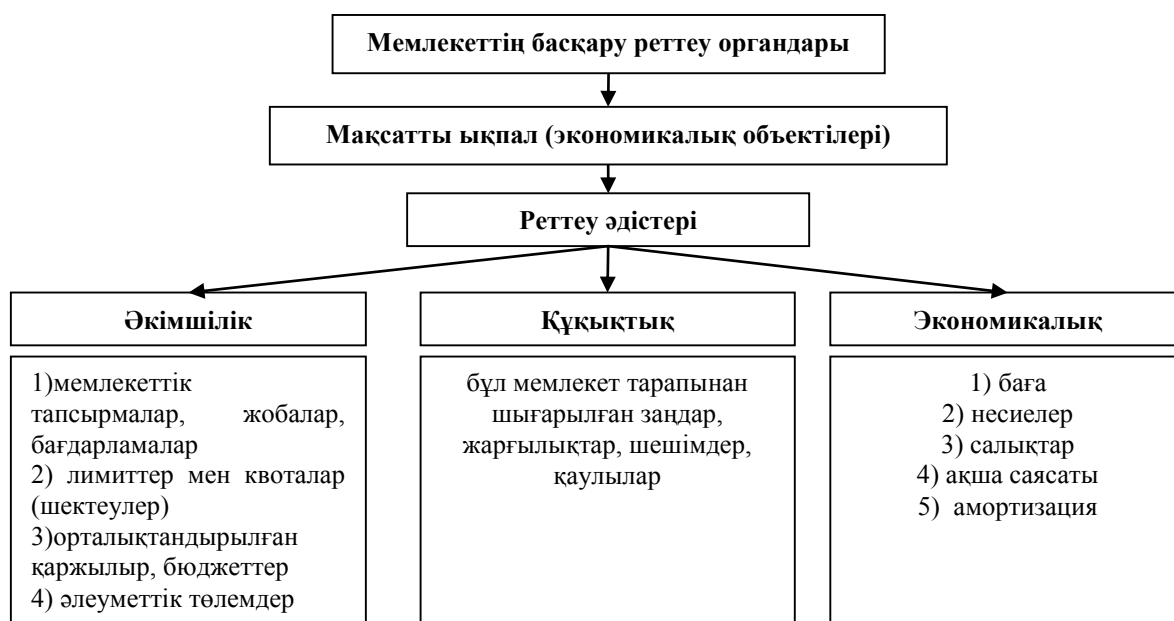 Мемлекеттің басқару реттеу органдары
Мақсатты ықпал (экономикалық объектілері)
Реттеу әдістері
Әкімшілік
1)мемлекеттік
тапсырмалар, жобалар,
бағдарламалар
2) лимиттер мен квоталар
(шектеулер)
3)орталықтандырылған
қаржылыр, бюджеттер
4) әлеуметтік төлемдер
Құқықтық
бұл мемлекет тарапынан
шығарылған заңдар,
жарғылықтар, шешімдер,
қаулылар
Экономикалық
1) баға
2) несиелер
3) салықтар
4) ақша саясаты
5) амортизация